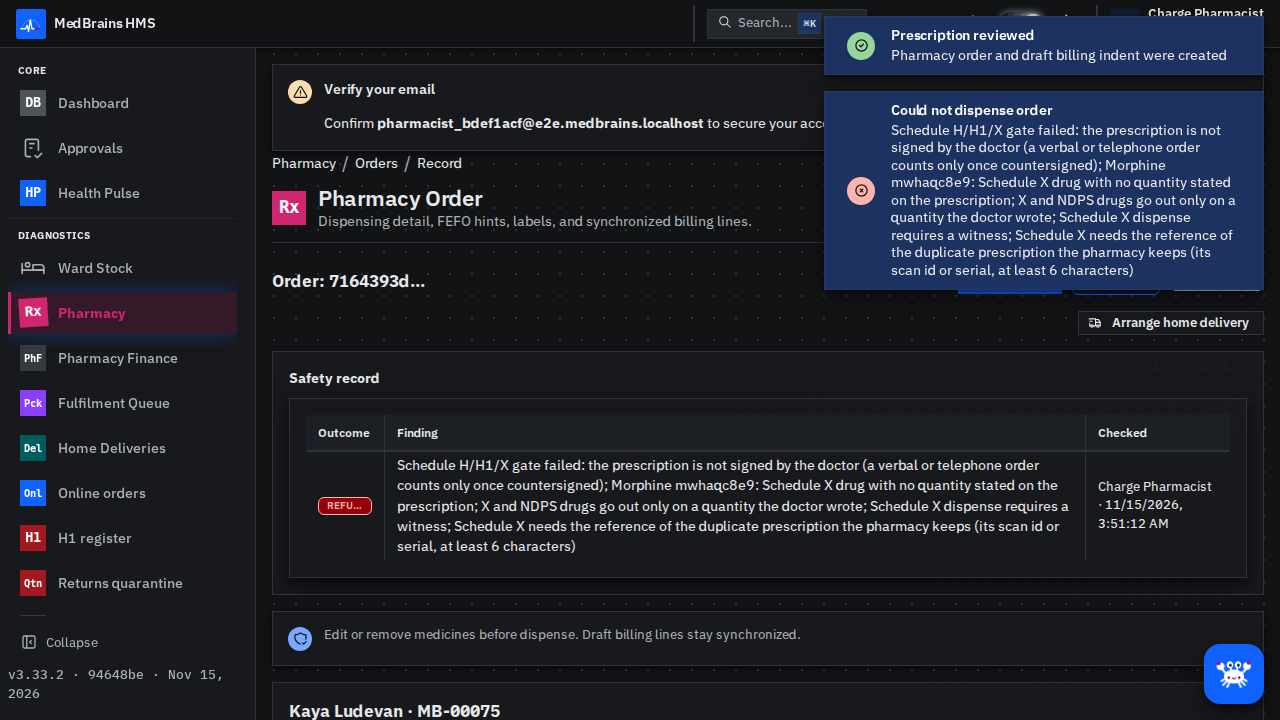 MedBrains HMS
Search...
⌘K
Charge Pharmacist
CORE
DB Dashboard
Approvals
HP Health Pulse
DIAGNOSTICS
Ward Stock
Rx Pharmacy
PhF Pharmacy Finance
Pck Fulfilment Queue
Del Home Deliveries
Onl Online orders
H1 H1 register
Qtn Returns quarantine
Collapse
v3.33.2 · 94648be · Nov 15,
2026
Verify your email
Confirm pharmacist_bdef1acf@e2e.medbrains.localhost to secure your
Pharmacy / Orders / Record
Rx Pharmacy Order
Dispensing detail, FEFO hints, labels, and synchronized billing lines.
Order: 7164393d...
Prescription reviewed
Pharmacy order and draft billing indent were created
Could not dispense order
Schedule H/H1/X gate failed: the prescription is not
signed by the doctor (a verbal or telephone order
counts only once countersigned); Morphine
mwhaqc8e9: Schedule X drug with no quantity stated
on the prescription; X and NDPS drugs go out only on a
quantity the doctor wrote; Schedule X dispense
requires a witness; Schedule X needs the reference of
the duplicate prescription the pharmacy keeps (its
scan id or serial, at least 6 characters)
Arrange home delivery
Safety record
Outcome Finding Checked
REFU...
Schedule H/H1/X gate failed: the prescription is not signed by the doctor (a verbal or telephone order
counts only once countersigned); Morphine mwhaqc8e9: Schedule X drug with no quantity stated on the
prescription; X and NDPS drugs go out only on a quantity the doctor wrote; Schedule X dispense requires a
witness; Schedule X needs the reference of the duplicate prescription the pharmacy keeps (its scan id or
serial, at least 6 characters)
Charge Pharmacist
· 11/15/2026,
3:51:12 AM
Edit or remove medicines before dispense. Draft billing lines stay synchronized.
Kaya Ludevan · MB-00075